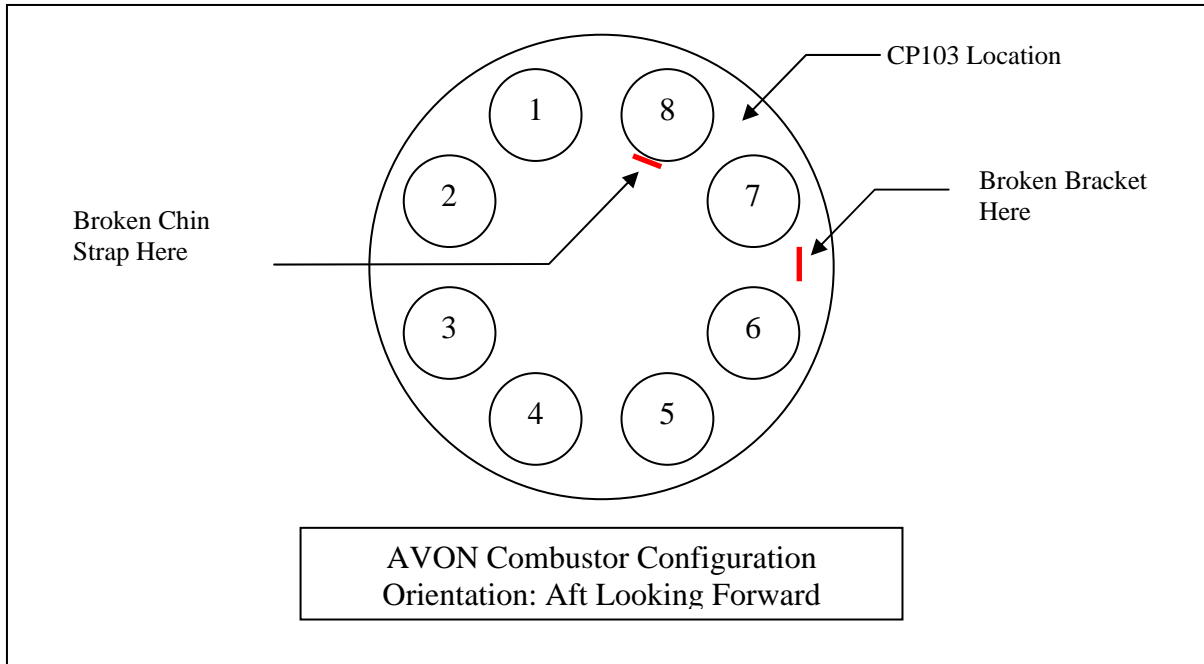 CP103 Location
1
8
2
7
Broken Bracket
Here
Broken Chin
Strap Here
3
6
4
5
AVON Combustor Configuration
Orientation: Aft Looking Forward